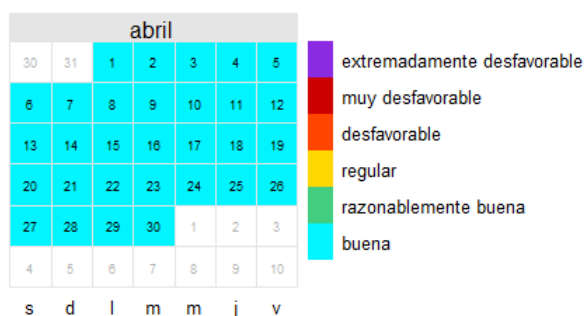 abril
30 31 1 2 3 4 5
6 7 8 9 10 11 12
13 14 15 16 17 18 19
20 21 22 23 24 25 26
27 28 29 30 1 2 3
4 5 6 7 8 9 10
s d l m m j v
extremadamente desfavorable
muy desfavorable
desfavorable
regular
razonablemente buena
buena